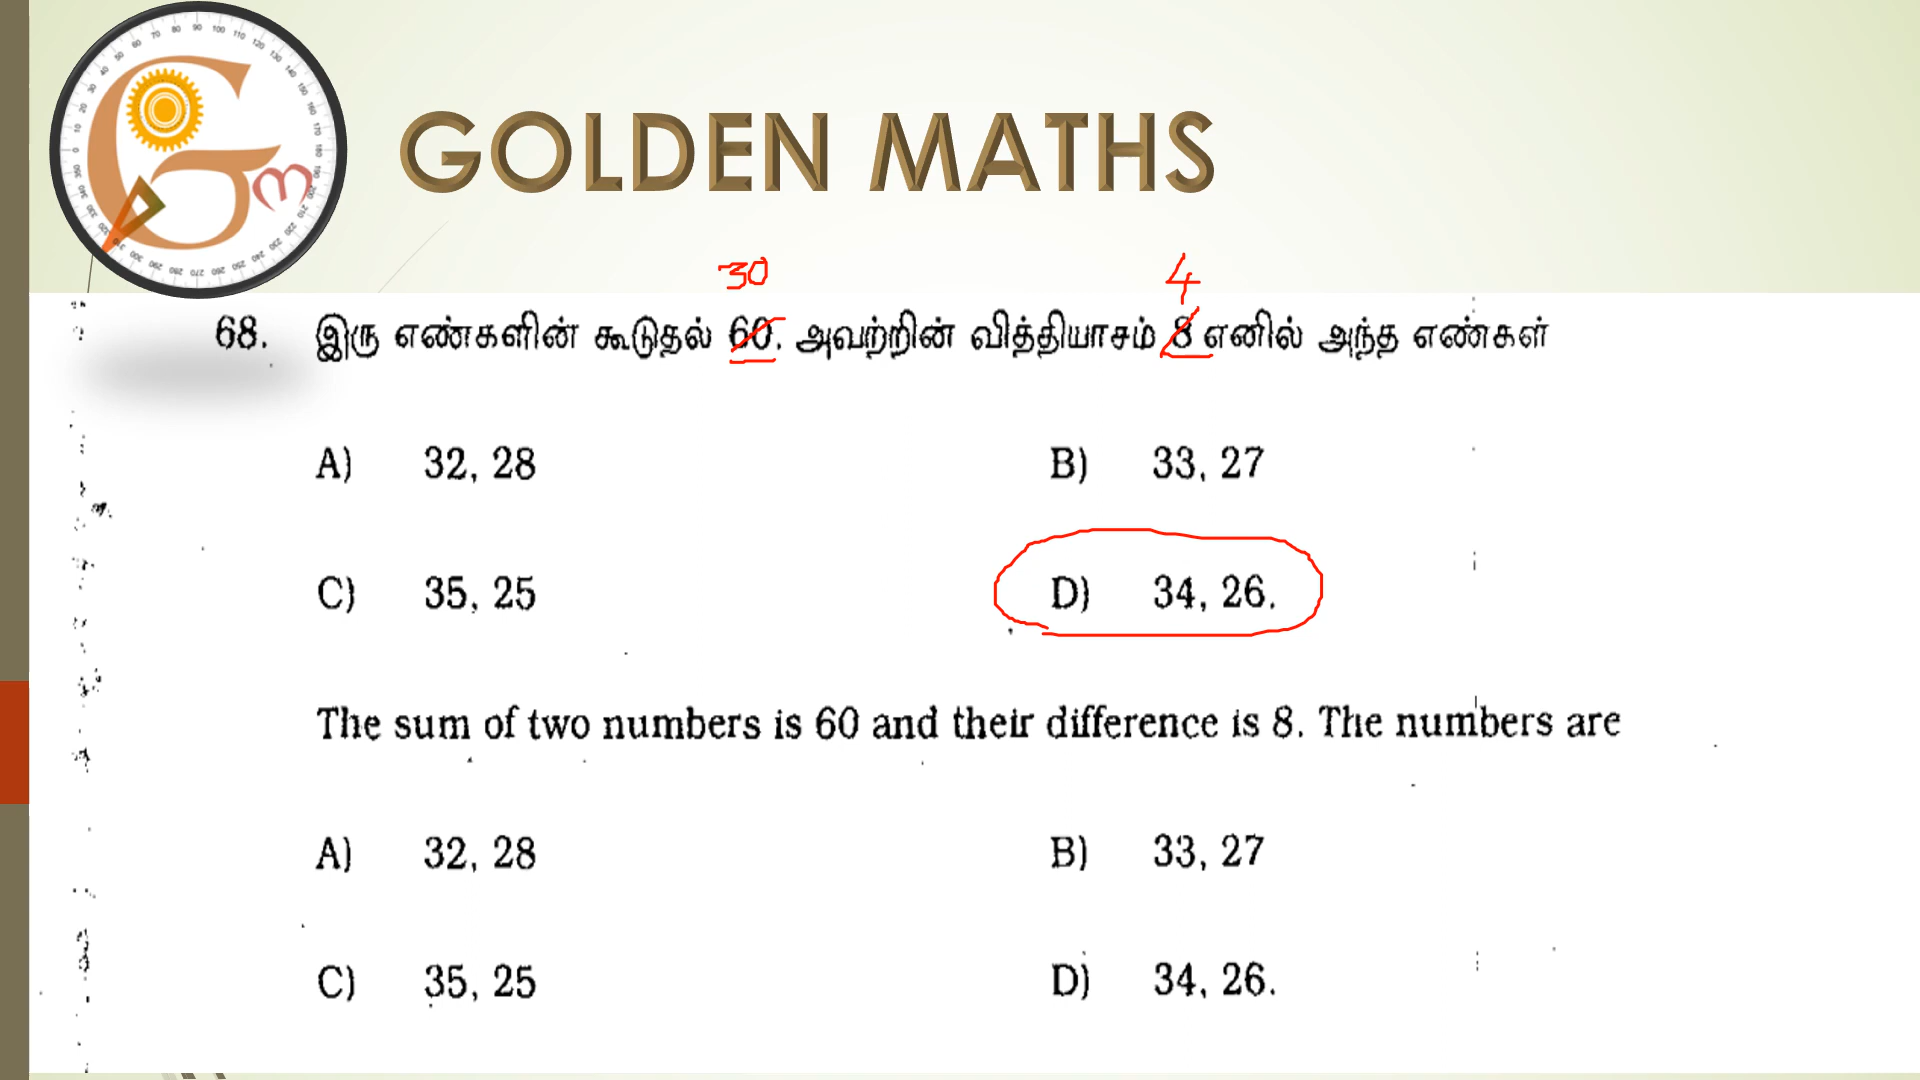 GOLDEN MATHS
30 4
68. இரு எண்களின் கூடுதல் 60. அவற்றின் வித்தியாசம் 8 எனில் அந்த எண்கள்
A) 32, 28 B) 33, 27
C) 35, 25 D) 34, 26.
The sum of two numbers is 60 and their difference is 8. The numbers are
A) 32, 28 B) 33, 27
C) 35, 25 D) 34, 26.